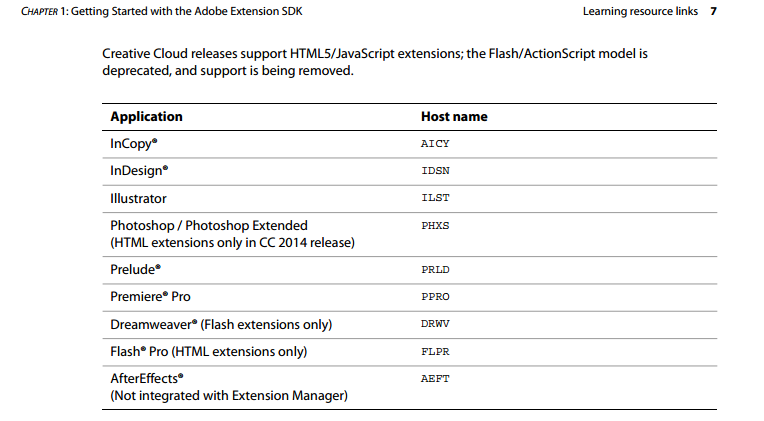 CHAPTER 1: Getting Started with the Adobe Extension SDK Learning resource links 7
Creative Cloud releases support HTML5/JavaScript extensions; the Flash/ActionScript model is
deprecated, and support is being removed.
Application Host name
InCopy® AICY
InDesign® IDSN
Illustrator ILST
Photoshop / Photoshop Extended PHXS
(HTML extensions only in CC 2014 release)
Prelude® PRLD
Premiere® Pro PPRO
Dreamweaver® (Flash extensions only) DRWV
Flash® Pro (HTML extensions only) FLPR
AfterEffects® AEFT
(Not integrated with Extension Manager)